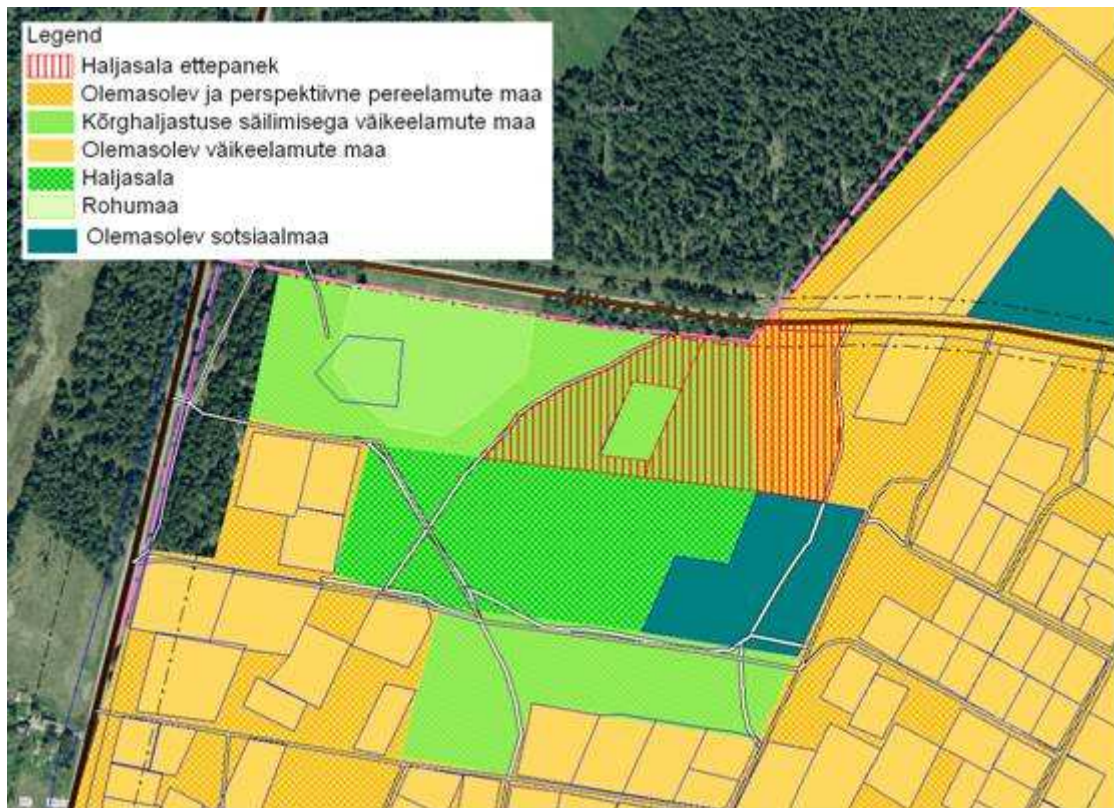 Legend
Haljasala ettepanek
Olemasolev ja perspektiivne pereelamute maa
Kõrghaljastuse säilimisega väikeelamute maa
Olemasolev väikeelamute maa
Haljasala
Rohumaa
Olemasolev sotsiaalmaa